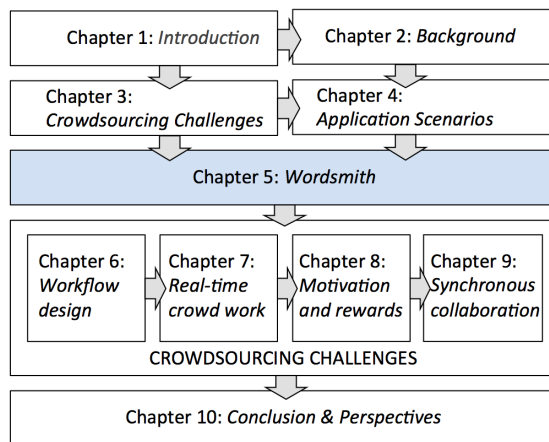 Chapter 1: Introduction
Chapter 2: Background
Chapter 3:
Crowdsourcing Challenges
Chapter 4:
Application Scenarios
Chapter 5: Wordsmith
Chapter 6:
Workflow
design
Chapter 7:
Real-time
crowd work
Chapter 8:
Motivation
and rewards
Chapter 9:
Synchronous
collaboration
CROWDSOURCING CHALLENGES
Chapter 10: Conclusion & Perspectives